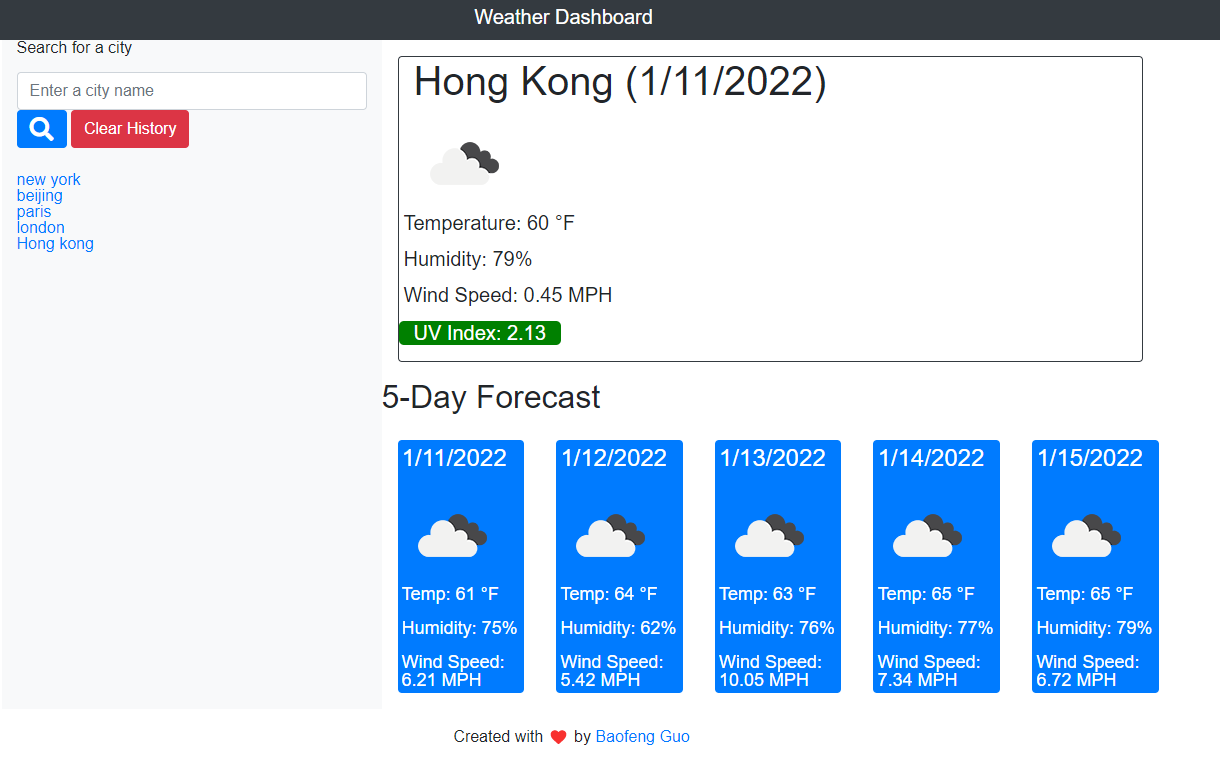 Weather Dashboard
Search for a city
Enter a city name
Clear History
new york
beijing
paris
london
Hong kong
Hong Kong (1/11/2022)
Temperature: 60 °F
Humidity: 79%
Wind Speed: 0.45 MPH
UV Index: 2.13
5-Day Forecast
1/11/2022
Temp: 61 °F
Humidity: 75%
Wind Speed:
6.21 MPH
1/12/2022
Temp: 64 °F
Humidity: 62%
Wind Speed:
5.42 MPH
1/13/2022
Temp: 63 °F
Humidity: 76%
Wind Speed:
10.05 MPH
1/14/2022
Temp: 65 °F
Humidity: 77%
Wind Speed:
7.34 MPH
1/15/2022
Temp: 65 °F
Humidity: 79%
Wind Speed:
6.72 MPH
Created with ❤️ by Baofeng Guo